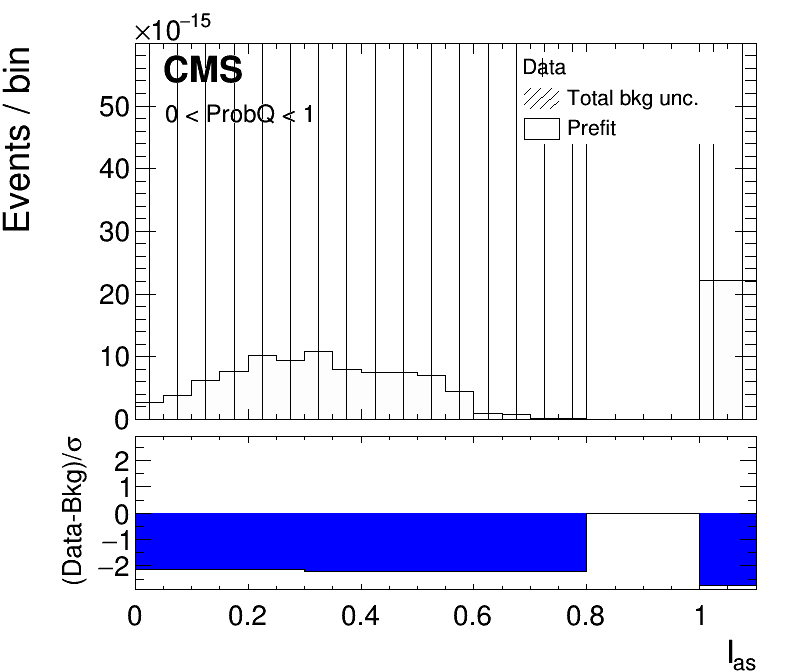 ×10⁻¹⁵
CMS
0 < ProbQ < 1
Data
Total bkg unc.
Prefit
Events / bin
50
40
30
20
10
0
(Data-Bkg)/σ
2
1
0
−1
−2
0 0.2 0.4 0.6 0.8 1
I_as